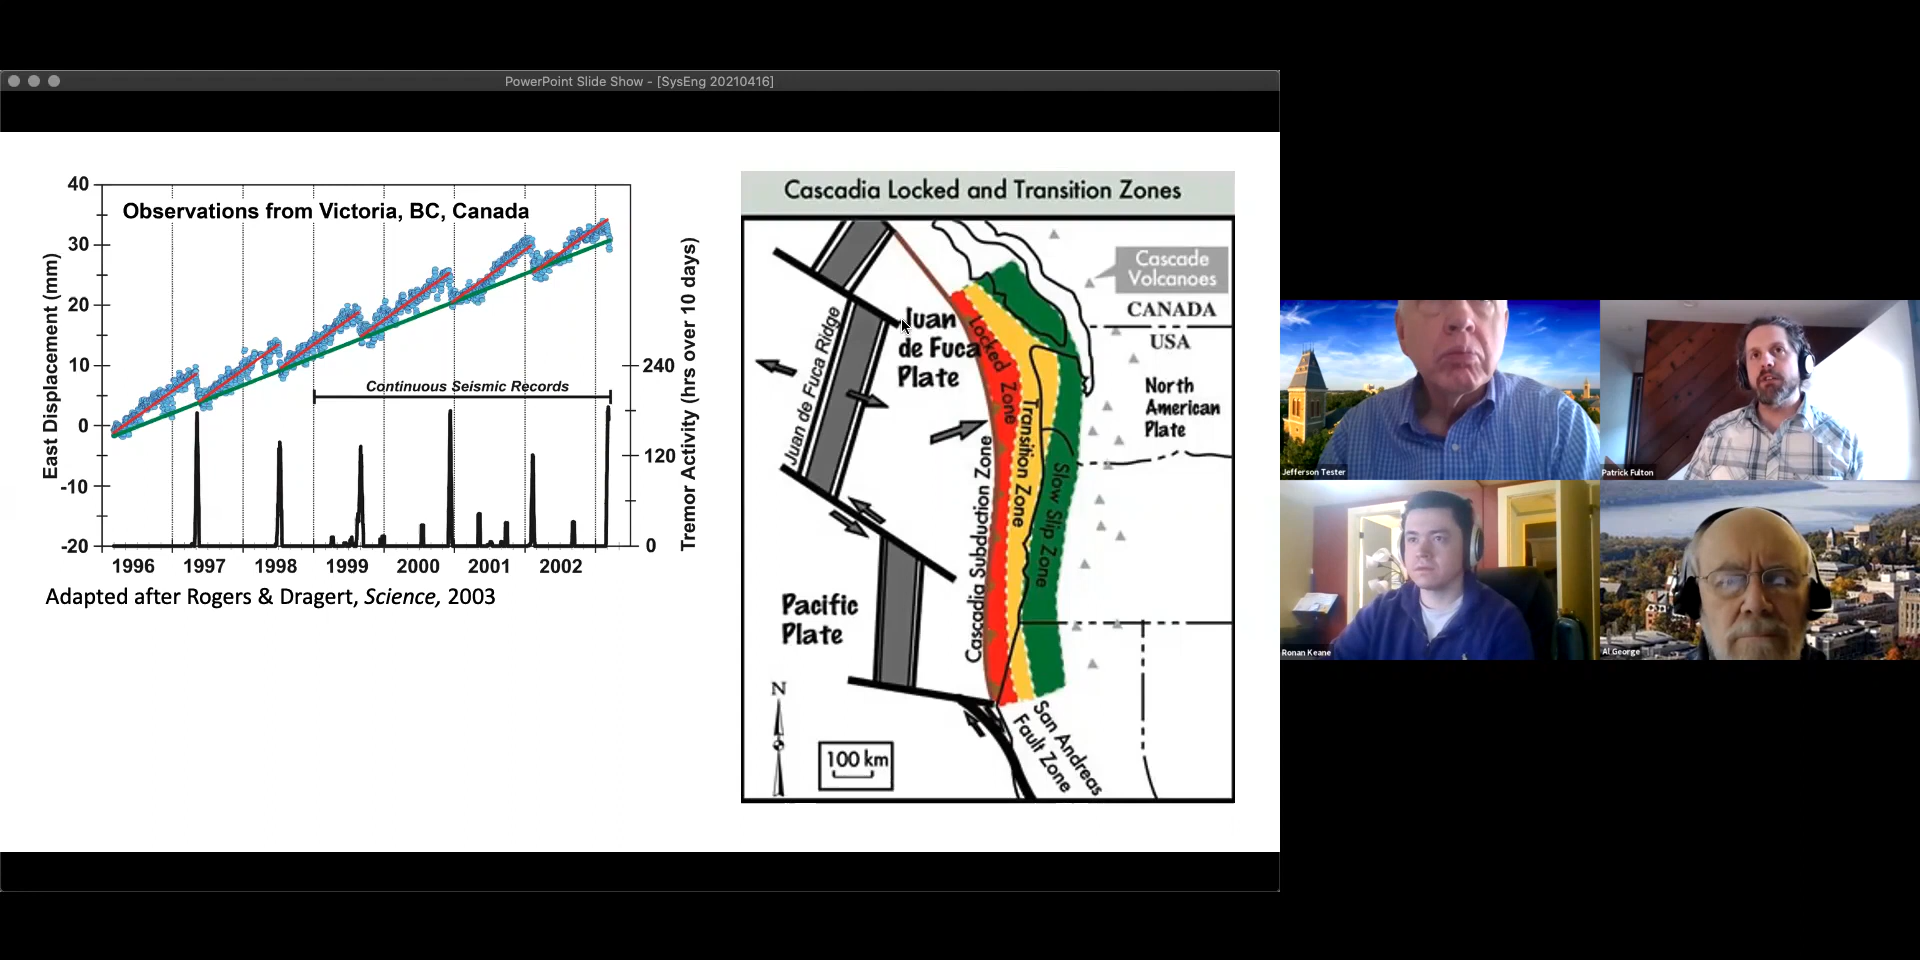 PowerPoint Slide Show - [SysEng 20210416]
40
30
20
10
0
-10
-20
East Displacement (mm)
Observations from Victoria, BC, Canada
Continuous Seismic Records
240
120
0
Tremor Activity (hrs over 10 days)
1996 1997 1998 1999 2000 2001 2002
Adapted after Rogers & Dragert, Science, 2003
Cascadia Locked and Transition Zones
Cascade
Volcanoes
CANADA
USA
North
American
Plate
Juan
de Fuca
Plate
Juan de Fuca Ridge
Locked Zone
Transition Zone
Slow Slip Zone
Cascadia Subduction Zone
Pacific
Plate
N
100 km
San Andreas
Fault Zone
Jefferson Tester
Patrick Fulton
Ronan Keane
Al George